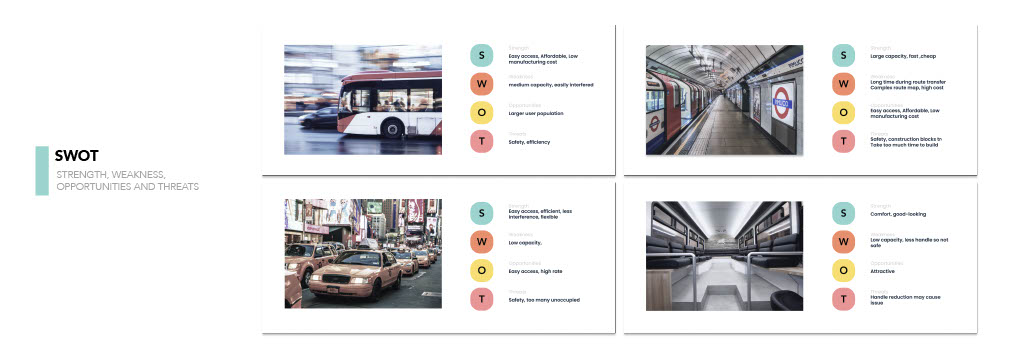 SWOT
STRENGTH, WEAKNESS,
OPPORTUNITIES AND THREATS
S
Strength
Easy access, Affordable, Low
manufacturing cost
W
Weakness
medium capacity, easily interfered
O
Opportunities
Larger user population
T
Threats
Safety, efficiency
S
Strength
Large capacity, fast ,cheap
W
Weakness
Long time during route transfer
Complex route map, high cost
O
Opportunities
Easy access, Affordable, Low
manufacturing cost
T
Threats
Safety, construction blocks tr
Take too much time to build
S
Strength
Easy access, efficient, less
interference, flexible
W
Weakness
Low capacity,
O
Opportunities
Easy access, high rate
T
Threats
Safety, too many unoccupied
S
Strength
Comfort, good-looking
W
Weakness
Low capacity, less handle so not
safe
O
Opportunities
Attractive
T
Threats
Handle reduction may cause
issue